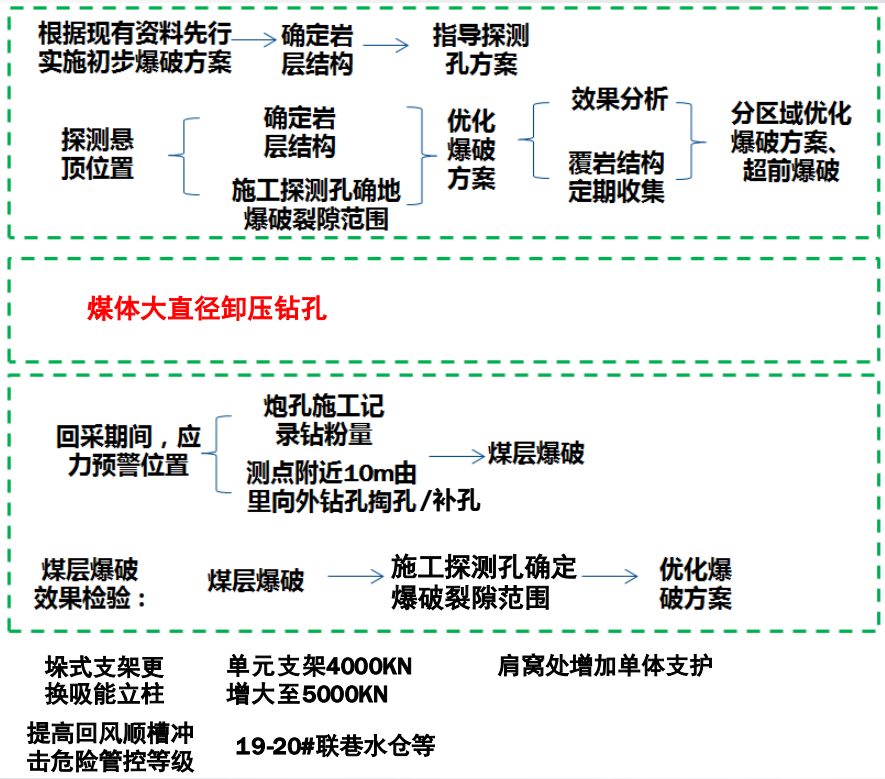 根据现有资料先行
实施初步爆破方案
确定岩
层结构
指导探测
孔方案
探测悬
顶位置
确定岩
层结构
施工探测孔确地
爆破裂隙范围
优化
爆破
方案
效果分析
覆岩结构
定期收集
分区域优化
爆破方案、
超前爆破
煤体大直径卸压钻孔
回采期间，应
力预警位置
炮孔施工记
录钻粉量
测点附近10m由
里向外钻孔掏孔/补孔
煤层爆破
煤层爆破
效果检验：
煤层爆破
施工探测孔确定
爆破裂隙范围
优化爆
破方案
垛式支架更
换吸能立柱
单元支架4000KN
增大至5000KN
肩窝处增加单体支护
提高回风顺槽冲
击危险管控等级
19-20#联巷水仓等